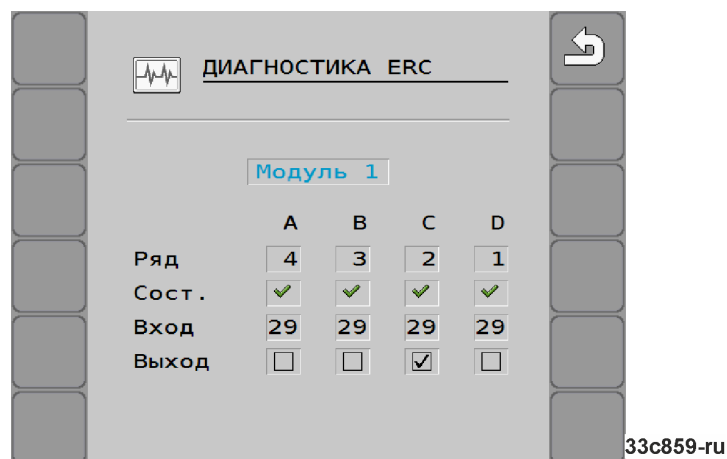 ДИАГНОСТИКА ERC
Модуль 1
A B C D
Ряд 4 3 2 1
Сост.
Вход 29 29 29 29
Выход
33c859-ru